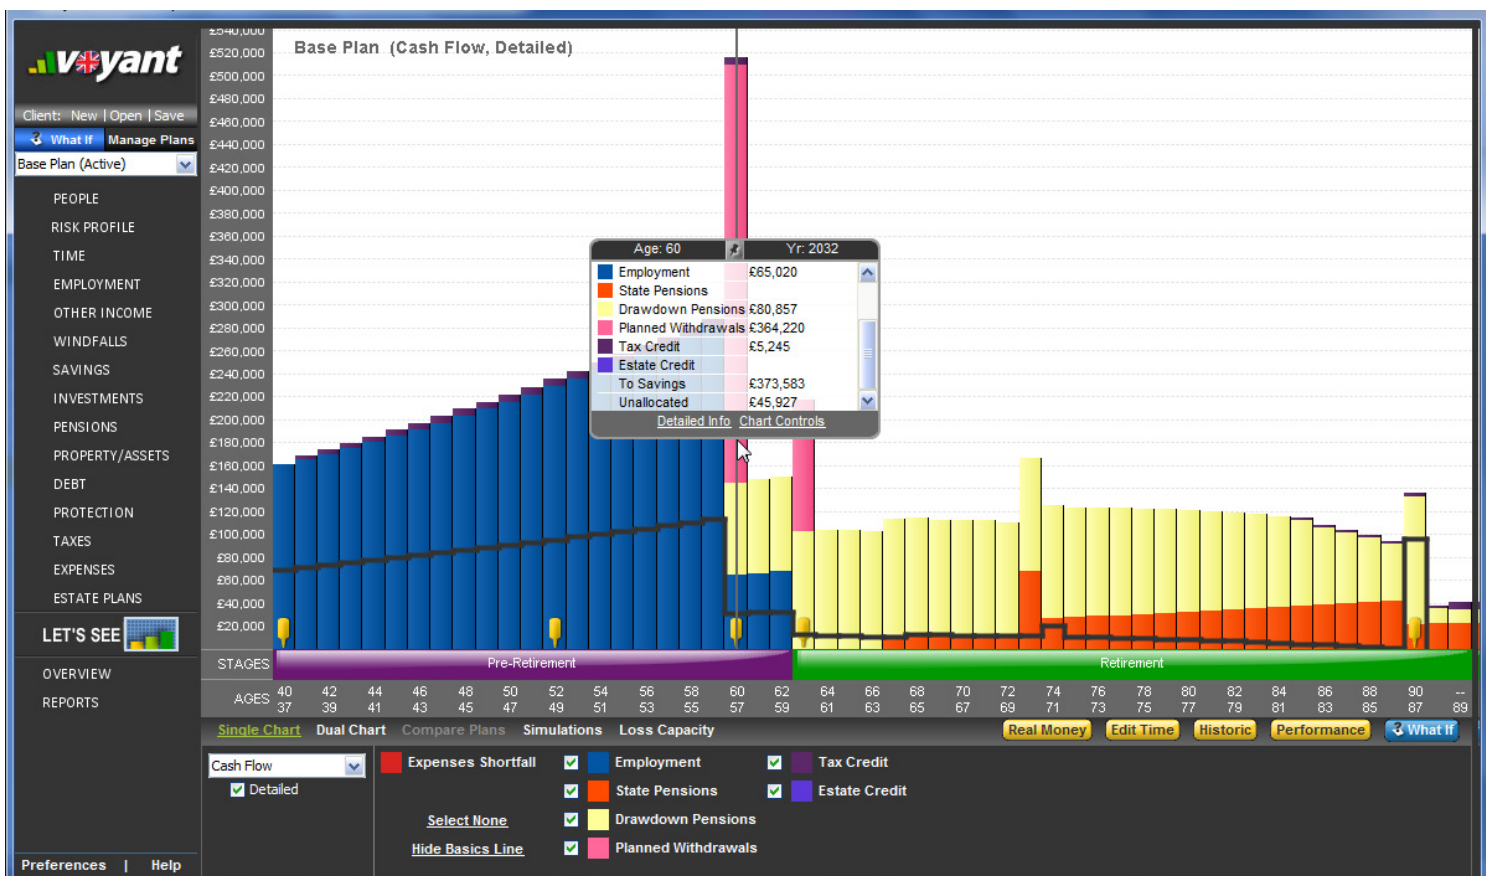 voyant
Client: New | Open | Save
What If Manage Plans
Base Plan (Active)
PEOPLE
RISK PROFILE
TIME
EMPLOYMENT
OTHER INCOME
WINDFALLS
SAVINGS
INVESTMENTS
PENSIONS
PROPERTY/ASSETS
DEBT
PROTECTION
TAXES
EXPENSES
ESTATE PLANS
LET'S SEE
OVERVIEW
REPORTS
Preferences | Help
Base Plan (Cash Flow, Detailed)
£540,000
£520,000
£500,000
£480,000
£460,000
£440,000
£420,000
£400,000
£380,000
£360,000
£340,000
£320,000
£300,000
£280,000
£260,000
£240,000
£220,000
£200,000
£180,000
£160,000
£140,000
£120,000
£100,000
£80,000
£60,000
£40,000
£20,000
Age: 60 Yr: 2032
Employment £65,020
State Pensions
Drawdown Pensions £80,857
Planned Withdrawals £364,220
Tax Credit £5,245
Estate Credit
To Savings £373,583
Unallocated £45,927
Detailed Info Chart Controls
STAGES Pre-Retirement Retirement
AGES 40 42 44 46 48 50 52 54 56 58 60 62 64 66 68 70 72 74 76 78 80 82 84 86 88 90 --
37 39 41 43 45 47 49 51 53 55 57 59 61 63 65 67 69 71 73 75 77 79 81 83 85 87 89
Single Chart Dual Chart Compare Plans Simulations Loss Capacity Real Money Edit Time Historic Performance What If
Cash Flow
Detailed
Expenses Shortfall Employment Tax Credit
State Pensions Estate Credit
Select None Drawdown Pensions
Hide Basics Line Planned Withdrawals